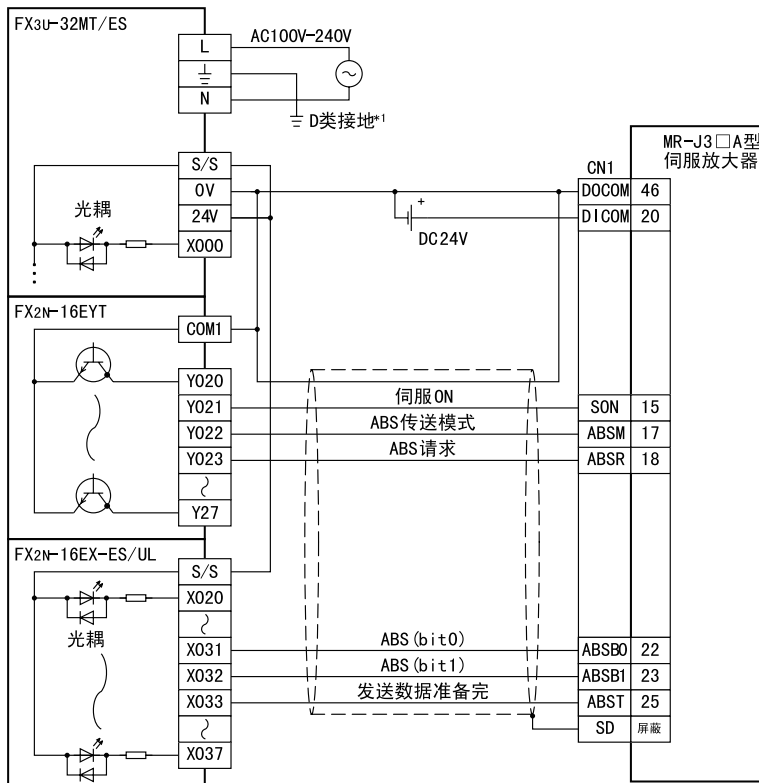 FX3U-32MT/ES
L
AC100V-240V
N
D类接地*1
S/S
0V
24V
X000
光耦
FX2N-16EYT
COM1
Y020
Y021
Y022
Y023
Y27
FX2N-16EX-ES/UL
S/S
X020
光耦
X031
X032
X033
X037
+
DC24V
伺服ON
ABS传送模式
ABS请求
ABS(bit0)
ABS(bit1)
发送数据准备完
MR-J3□A型
伺服放大器
CN1
DOCOM 46
DICOM 20
SON 15
ABSM 17
ABSR 18
ABSB0 22
ABSB1 23
ABST 25
SD 屏蔽